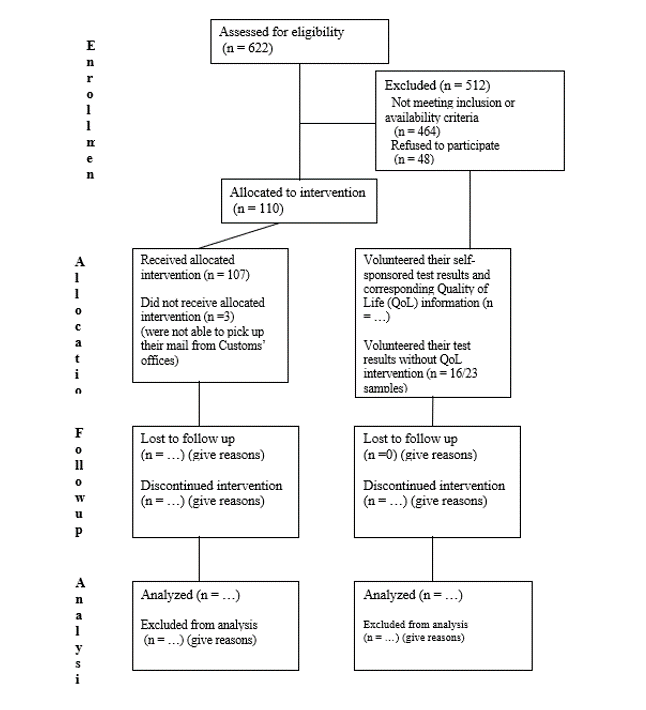 Assessed for eligibility
(n = 622)
Enrollmen
Excluded (n = 512)
Not meeting inclusion or
availability criteria
(n = 464)
Refused to participate
(n = 48)
Allocated to intervention
(n = 110)
Allocatio
Received allocated
intervention (n = 107)
Did not receive allocated
intervention (n =3)
(were not able to pick up
their mail from Customs’
offices)
Volunteered their self-
sponsored test results and
corresponding Quality of
Life (QoL) information (n
= …)
Volunteered their test
results without QoL
intervention (n = 16/23
samples)
Followup
Lost to follow up
(n = …) (give reasons)
Discontinued intervention
(n = …) (give reasons)
Lost to follow up
(n =0) (give reasons)
Discontinued intervention
(n = …) (give reasons)
Analysi
Analyzed (n = …)
Excluded from analysis
(n = …) (give reasons)
Analyzed (n = …)
Excluded from analysis
(n = …) (give reasons)